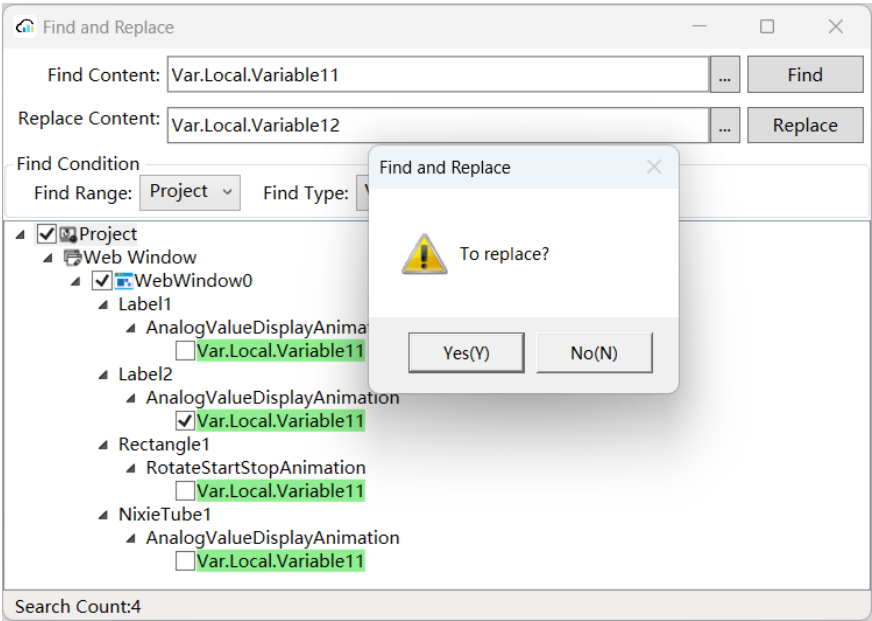 Find and Replace
Find Content: Var.Local.Variable11 ... Find
Replace Content: Var.Local.Variable12 ... Replace
Find Condition
Find Range: Project Find Type:
Find and Replace
To replace?
Yes(Y) No(N)
Project
Web Window
WebWindow0
Label1
Var.Local.Variable11
Label2
AnalogValueDisplayAnimation
Var.Local.Variable11
Rectangle1
RotateStartStopAnimation
Var.Local.Variable11
NixieTube1
AnalogValueDisplayAnimation
Var.Local.Variable11
Search Count:4